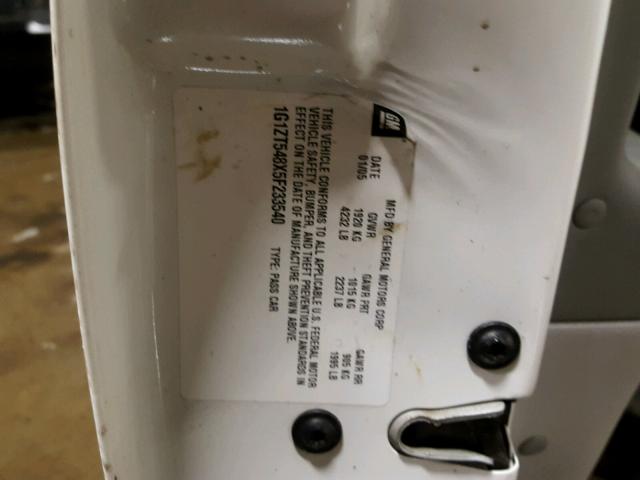 GM
MFD BY GENERAL MOTORS CORP
DATE GVWR GAWR FRT GAWR RR
01/05 1920 KG 1015 KG 905 KG
4232 LB 2237 LB 1995 LB
THIS VEHICLE CONFORMS TO ALL APPLICABLE U.S. FEDERAL MOTOR
VEHICLE SAFETY, BUMPER, AND THEFT PREVENTION STANDARDS IN
EFFECT ON THE DATE OF MANUFACTURE SHOWN ABOVE.
1G1ZT548X5F233540 TYPE: PASS CAR